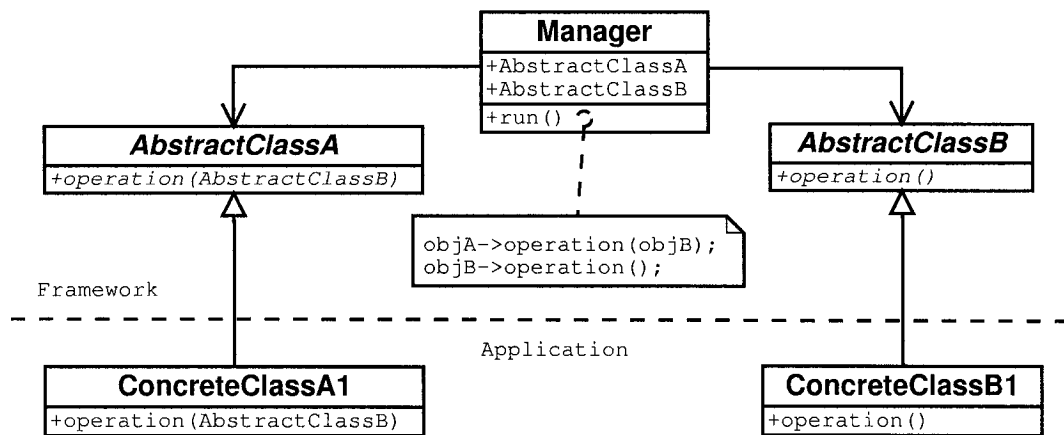 Manager
+AbstractClassA
+AbstractClassB
+run()
AbstractClassA
+operation(AbstractClassB)
AbstractClassB
+operation()
objA->operation(objB);
objB->operation();
Framework
Application
ConcreteClassA1
+operation(AbstractClassB)
ConcreteClassB1
+operation()